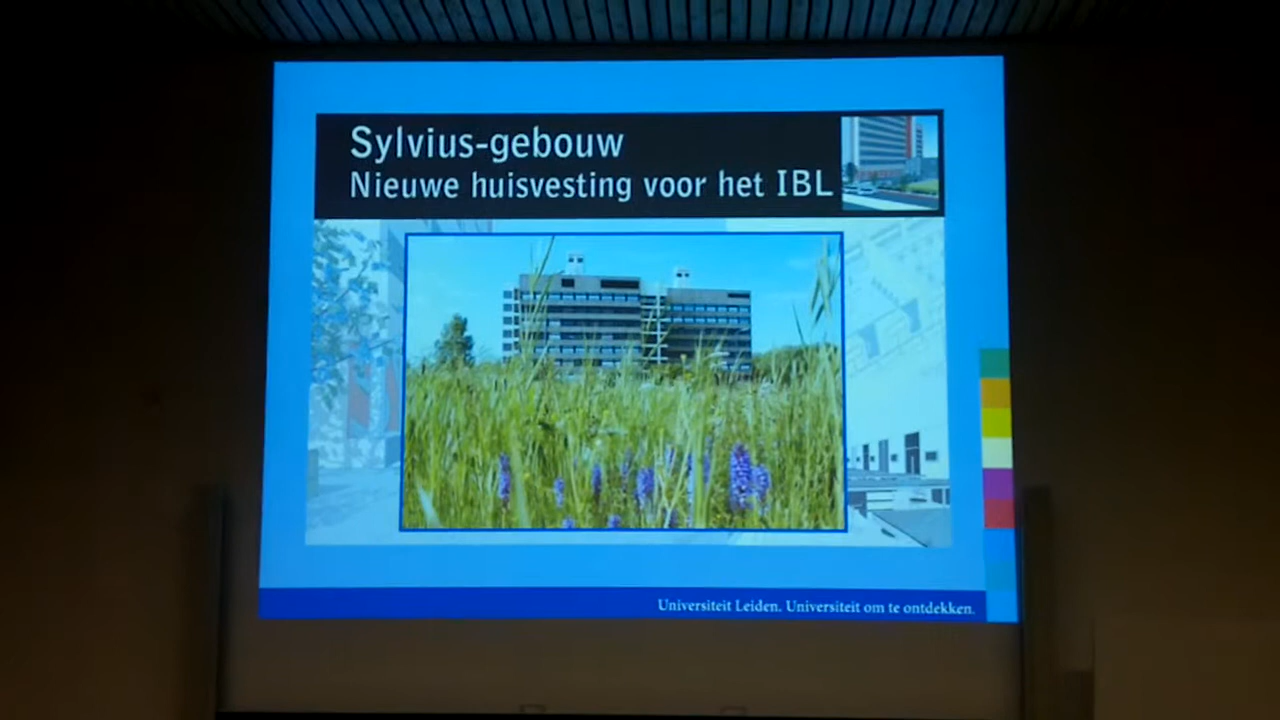 Sylvius-gebouw
Nieuwe huisvesting voor het IBL
Universiteit Leiden. Universiteit om te ontdekken.